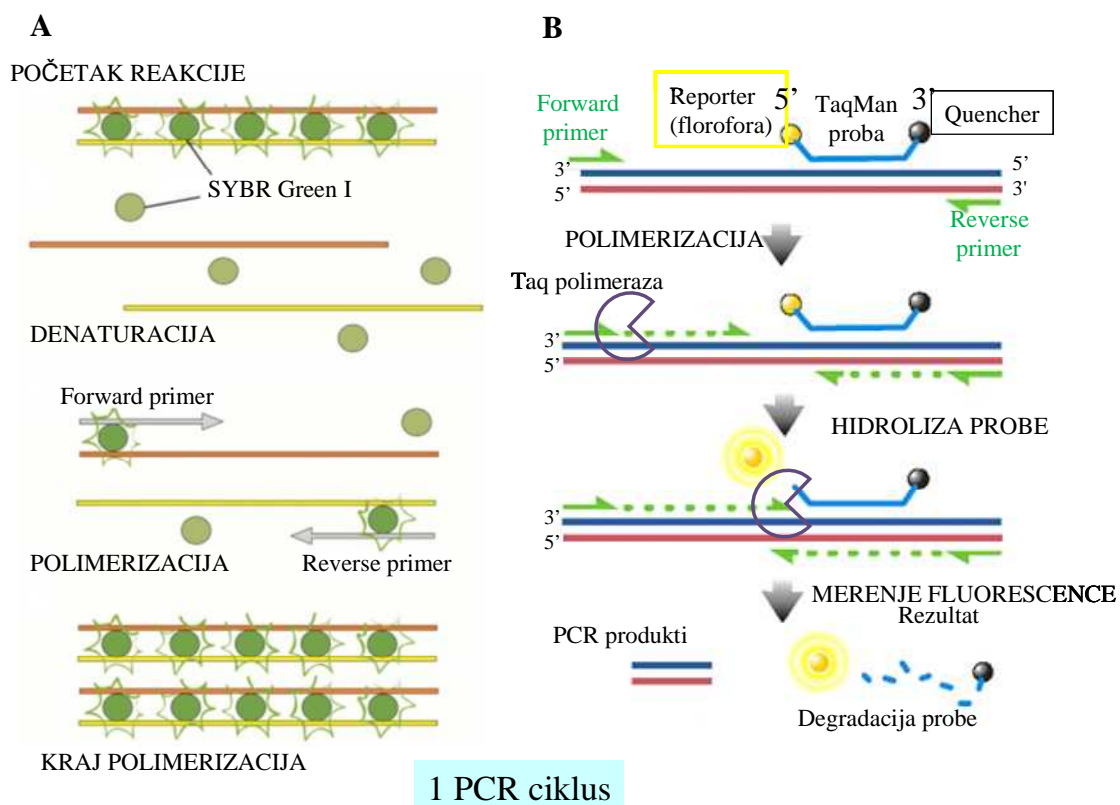 A
POČETAK REAKCIJE
SYBR Green I
DENATURACIJA
Forward primer
POLIMERIZACIJA
Reverse primer
KRAJ POLIMERIZACIJA
B
Forward
primer
Reporter
(florofora)
5’
TaqMan
proba
3’
Quencher
3’
5’
5’
3'
Reverse
primer
POLIMERIZACIJA
Taq polimeraza
3’
5’
HIDROLIZA PROBE
3’
5’
MERENJE FLUORESCENCE
Rezultat
PCR produkti
Degradacija probe
1 PCR ciklus